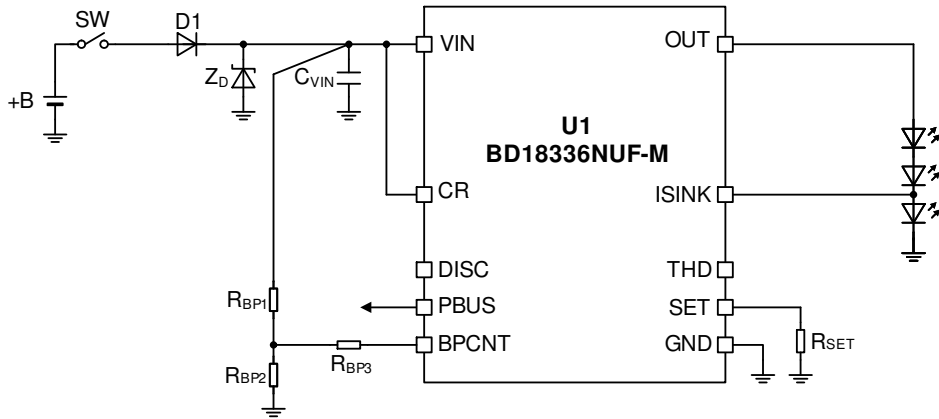 SW
D1
+B
ZD
CVIN
VIN
OUT
U1
BD18336NUF-M
CR
ISINK
DISC
THD
RBP1
PBUS
SET
BPCNT
GND
RSET
RBP2
RBP3